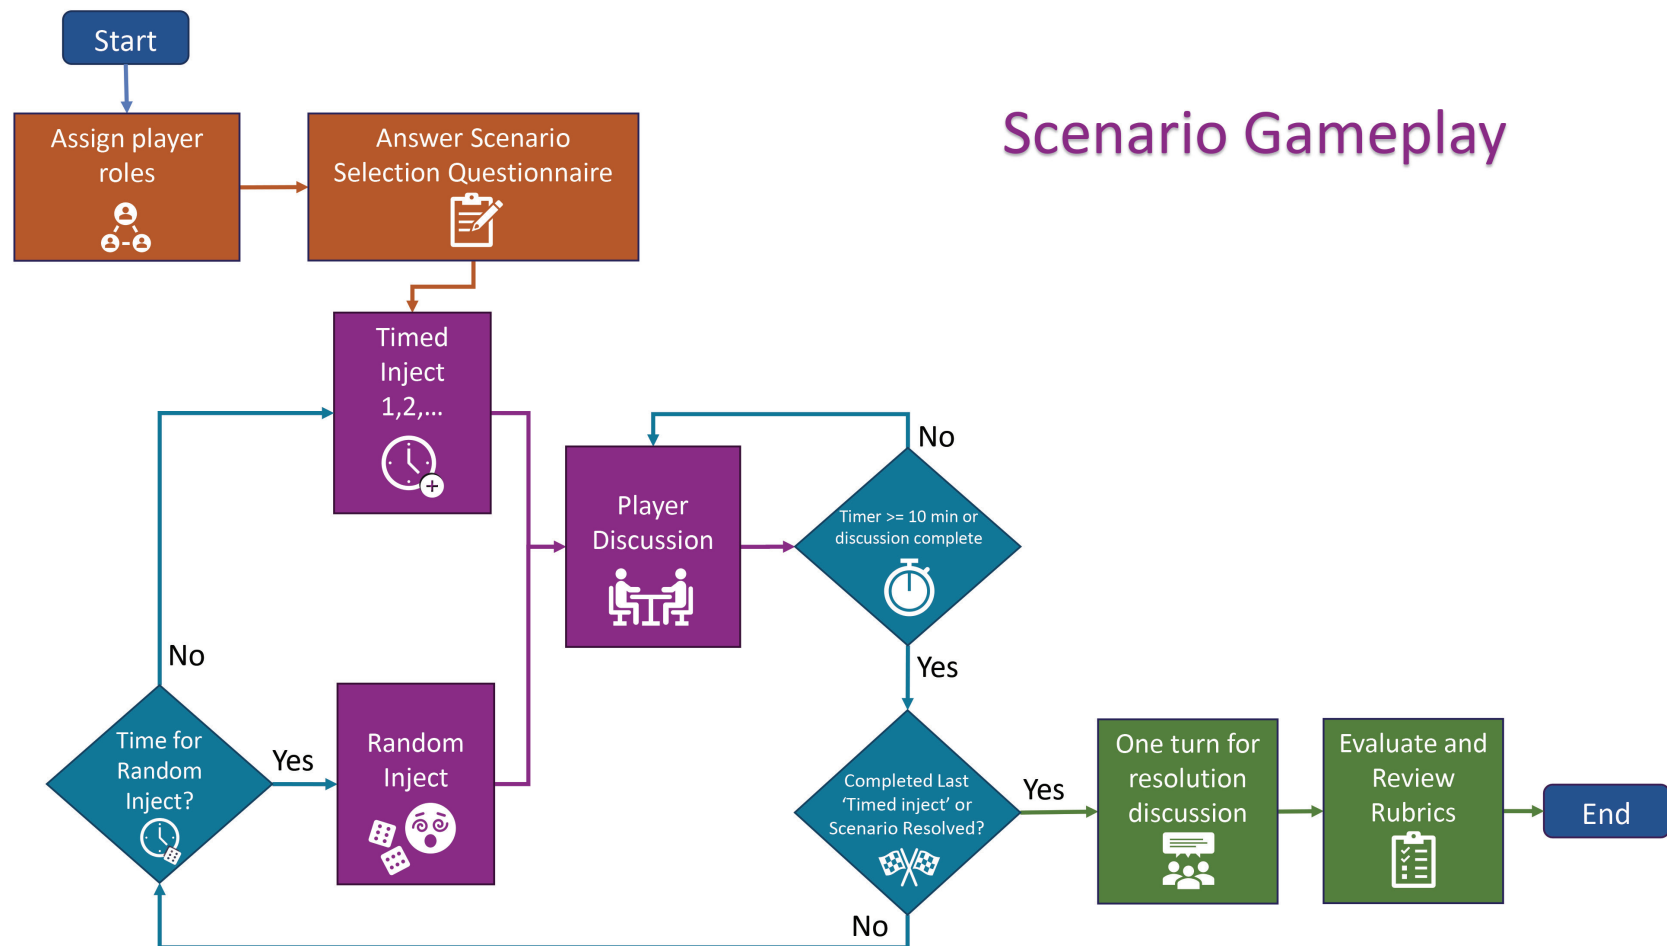 Start
Scenario Gameplay
Assign player
roles
Answer Scenario
Selection Questionnaire
Timed
Inject
1,2,...
No
Player
Discussion
Timer >= 10 min or
discussion complete
No
Yes
Time for
Random
Inject?
Yes
Random
Inject
Completed Last
‘Timed inject’ or
Scenario Resolved?
Yes
No
One turn for
resolution
discussion
Evaluate and
Review
Rubrics
End